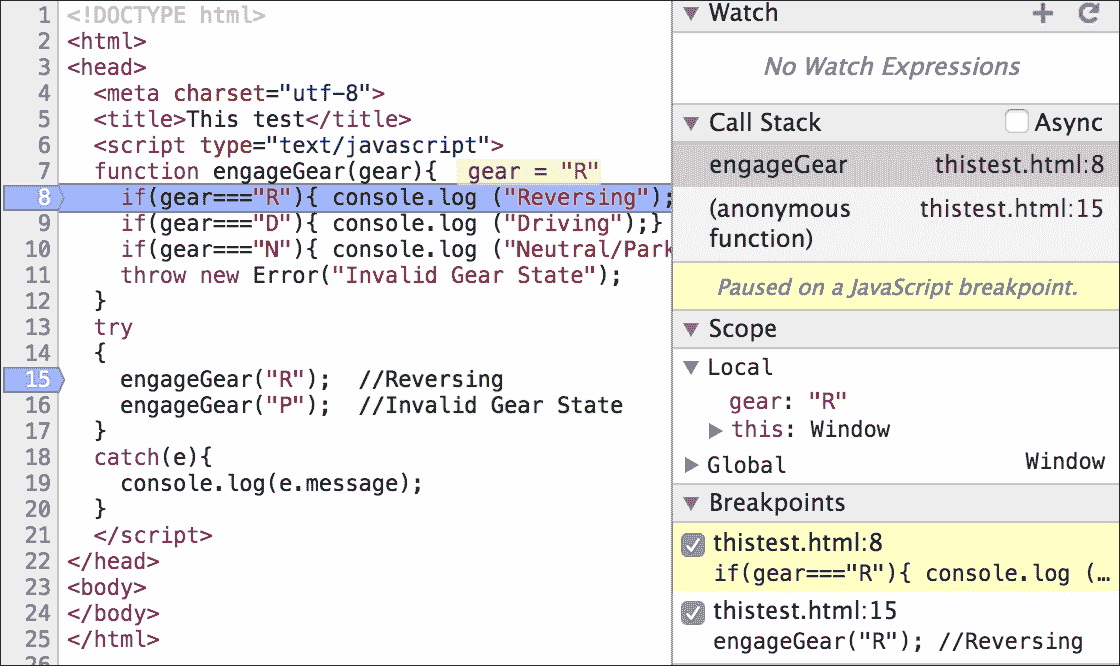 1 <!DOCTYPE html>
2 <html>
3 <head>
4 <meta charset="utf-8">
5 <title>This test</title>
6 <script type="text/javascript">
7 function engageGear(gear){ gear = "R"
8 if(gear==="R"){ console.log ("Reversing");
9 if(gear==="D"){ console.log ("Driving");}
10 if(gear==="N"){ console.log ("Neutral/Park
11 throw new Error("Invalid Gear State");
12 }
13 try
14 {
15 engageGear("R"); //Reversing
16 engageGear("P"); //Invalid Gear State
17 }
18 catch(e){
19 console.log(e.message);
20 }
21 </script>
22 </head>
23 <body>
24 </body>
25 </html>
26
Watch
No Watch Expressions
Call Stack Async
engageGear thistest.html:8
(anonymous thistest.html:15
function)
Paused on a JavaScript breakpoint.
Scope
Local
gear: "R"
this: Window
Global Window
Breakpoints
thistest.html:8
if(gear==="R"){ console.log (…
thistest.html:15
engageGear("R"); //Reversing